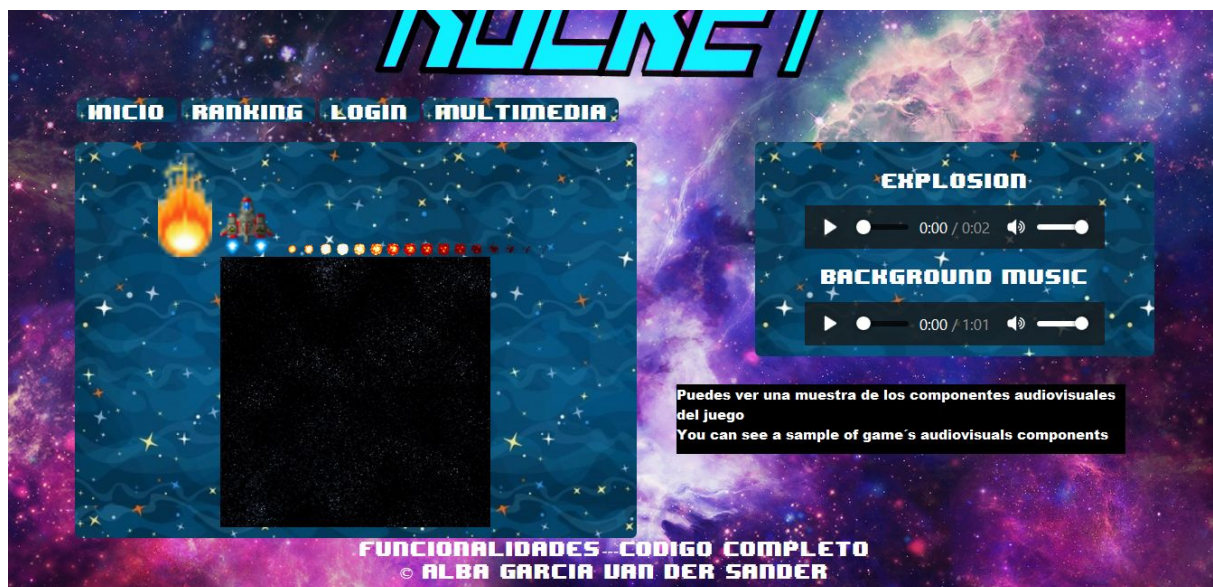 ROCKET
INICIO RANKING LOGIN MULTIMEDIA
EXPLOSION
0:00 / 0:02
BACKGROUND MUSIC
0:00 / 1:01
Puedes ver una muestra de los componentes audiovisuales
del juego
You can see a sample of game´s audiovisuals components
FUNCIONALIDADES--CODIGO COMPLETO
© ALBA GARCIA VAN DER SANDER